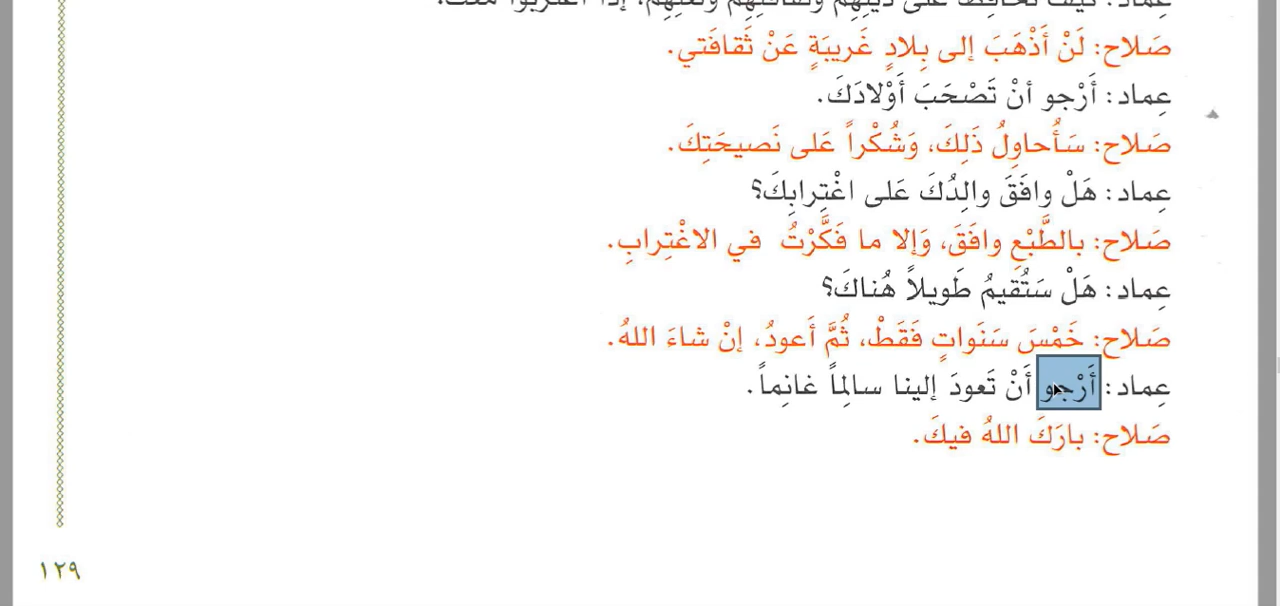 صَلاح: لَنْ أَذْهَبَ إلى بِلادٍ غَريبَةٍ عَنْ ثَقافَتي.
عِماد: أَرْجو أنْ تَصْحَبَ أَوْلادَكَ.
صَلاح: سَأُحاوِلُ ذَلِكَ، وَشُكْراً عَلى نَصيحَتِكَ.
عِماد: هَلْ وافَقَ والِدُكَ عَلى اغْتِرابِكَ؟
صَلاح: بالطَّبْعِ وافَقَ، وَإلا ما فَكَّرْتُ في الاغْتِرابِ.
عِماد: هَلْ سَتُقيمُ طَويلاً هُناكَ؟
صَلاح: خَمْسَ سَنَواتٍ فَقَطْ، ثُمَّ أَعودُ، إنْ شاءَ اللهُ.
عِماد: أَرْجو أَنْ تَعودَ إلينا سالِماً غانِماً.
صَلاح: بارَكَ اللهُ فيكَ.
١٢٩